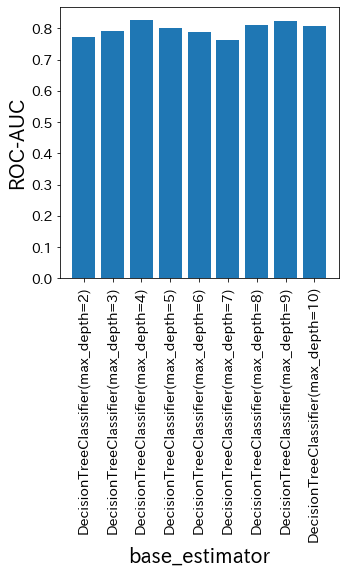 ROC-AUC
0.8
0.7
0.6
0.5
0.4
0.3
0.2
0.1
0.0
DecisionTreeClassifier(max_depth=2)
DecisionTreeClassifier(max_depth=3)
DecisionTreeClassifier(max_depth=4)
DecisionTreeClassifier(max_depth=5)
DecisionTreeClassifier(max_depth=6)
DecisionTreeClassifier(max_depth=7)
DecisionTreeClassifier(max_depth=8)
DecisionTreeClassifier(max_depth=9)
DecisionTreeClassifier(max_depth=10)
base_estimator